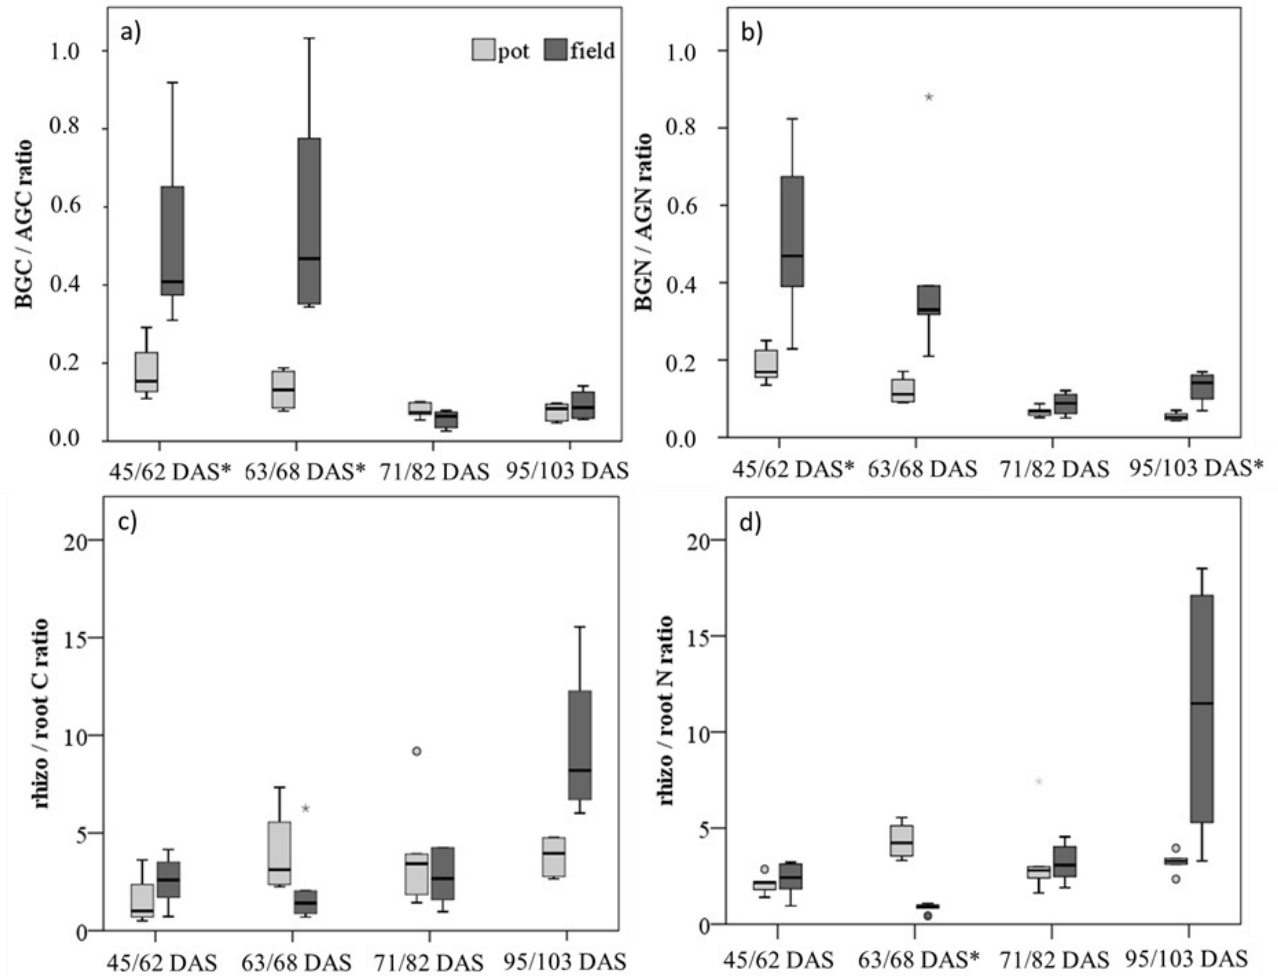 a)
pot field
BGC / AGC ratio
1.0
0.8
0.6
0.4
0.2
0.0
45/62 DAS* 63/68 DAS* 71/82 DAS 95/103 DAS
b)
BGN / AGN ratio
1.0
0.8
0.6
0.4
0.2
0.0
45/62 DAS* 63/68 DAS 71/82 DAS 95/103 DAS*
c)
rhizo / root C ratio
20
15
10
5
0
45/62 DAS 63/68 DAS 71/82 DAS 95/103 DAS
d)
rhizo / root N ratio
20
15
10
5
0
45/62 DAS 63/68 DAS* 71/82 DAS 95/103 DAS